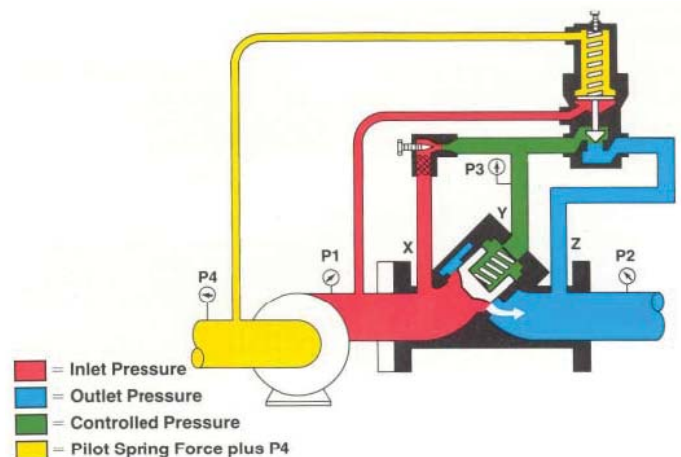 P3
Y
X
Z
P1
P2
P4
= Inlet Pressure
= Outlet Pressure
= Controlled Pressure
= Pilot Spring Force plus P4